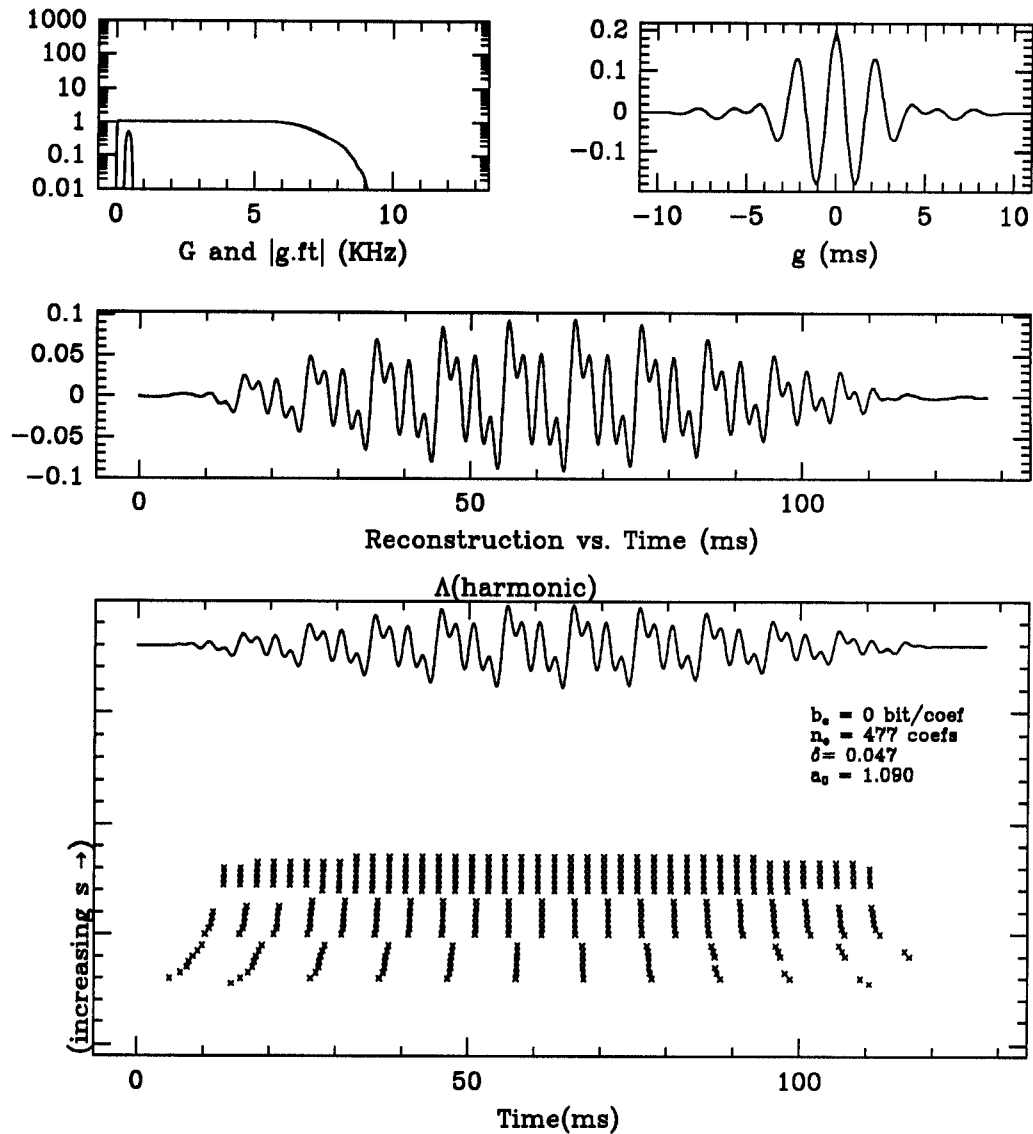 1000
100
10
1
0.1
0.01
0 5 10
G and |g.ft| (KHz)
0.2
0.1
0
−0.1
−10 −5 0 5 10
g (ms)
0.1
0.05
0
−0.05
−0.1
0 50 100
Reconstruction vs. Time (ms)
Λ(harmonic)
b_c = 0 bit/coef
n_c = 477 coefs
δ= 0.047
a_0 = 1.090
(increasing s →)
0 50 100
Time(ms)